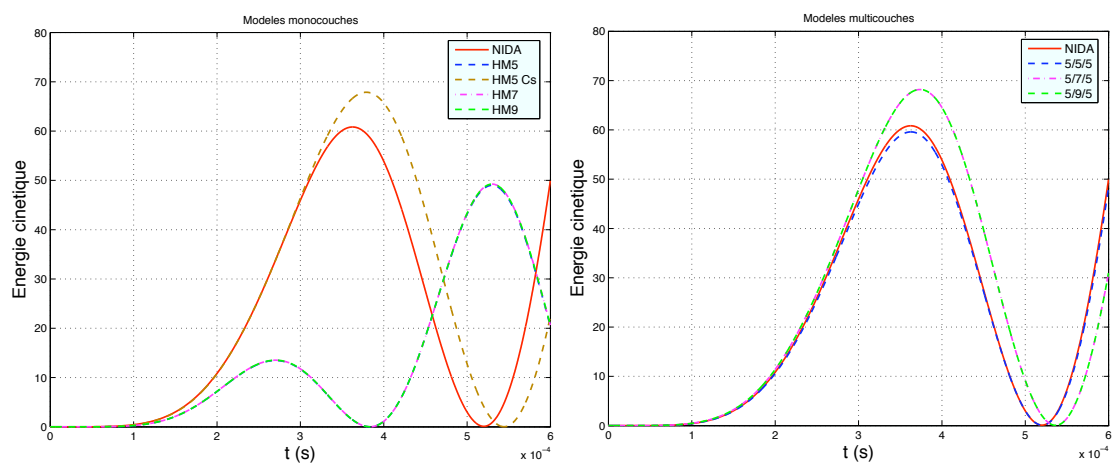 Modeles monocouches
80
70
60
50
40
30
20
10
0
0
1
2
3
4
5
6
Energie cinetique
t (s)
x 10⁻⁴
NIDA
HM5
HM5 Cs
HM7
HM9
Modeles multicouches
80
70
60
50
40
30
20
10
0
0
1
2
3
4
5
6
Energie cinetique
t (s)
x 10⁻⁴
NIDA
5/5/5
5/7/5
5/9/5